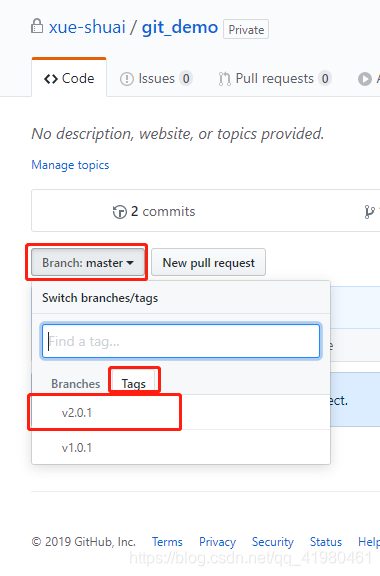 xue-shuai / git_demo Private
Code Issues 0 Pull requests 0
No description, website, or topics provided.
Manage topics
2 commits
Branch: master New pull request
Switch branches/tags
Find a tag...
Branches Tags
ect.
v2.0.1
v1.0.1
© 2019 GitHub, Inc. Terms Privacy Security Status Help
https://blog.csdn.net/qq_41980461